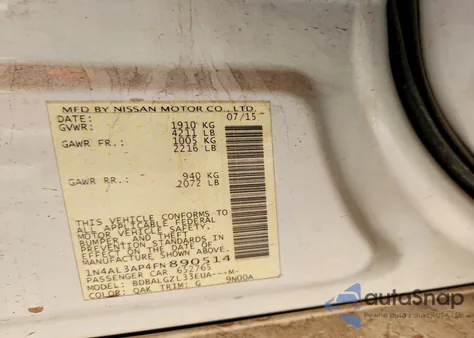 MFD BY NISSAN MOTOR CO., LTD.
DATE: 07/15
GVWR: 1910 KG
4211 LB
GAWR FR.: 1005 KG
2216 LB
GAWR RR.: 940 KG
2072 LB
THIS VEHICLE CONFORMS TO
ALL APPLICABLE FEDERAL
MOTOR VEHICLE SAFETY,
BUMPER AND THEFT
PREVENTION STANDARDS IN
EFFECT ON THE DATE OF
MANUFACTURE SHOWN ABOVE.
1N4AL3AP4FN890514
PASSENGER CAR 652765
MODEL: BDBALGZL33EUA---M-
COLOR: QAK TRIM: G 9N00A
autoSnap